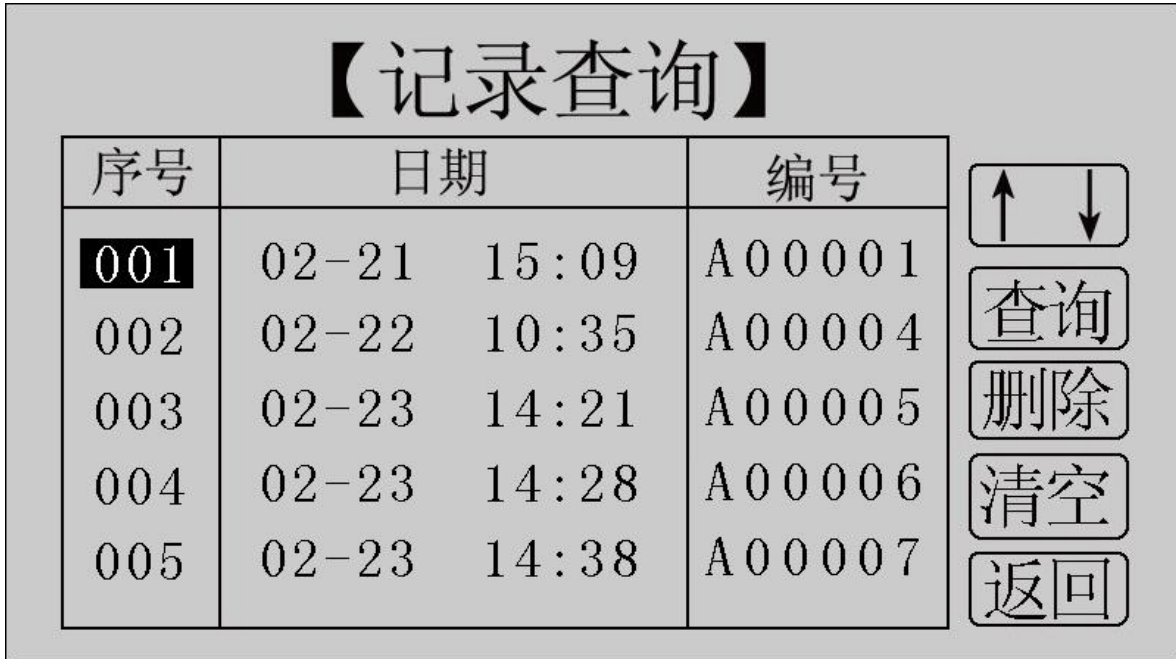 【记录查询】
序号 日期 编号
001 02-21 15:09 A00001
002 02-22 10:35 A00004
003 02-23 14:21 A00005
004 02-23 14:28 A00006
005 02-23 14:38 A00007
↑ ↓
查询
删除
清空
返回